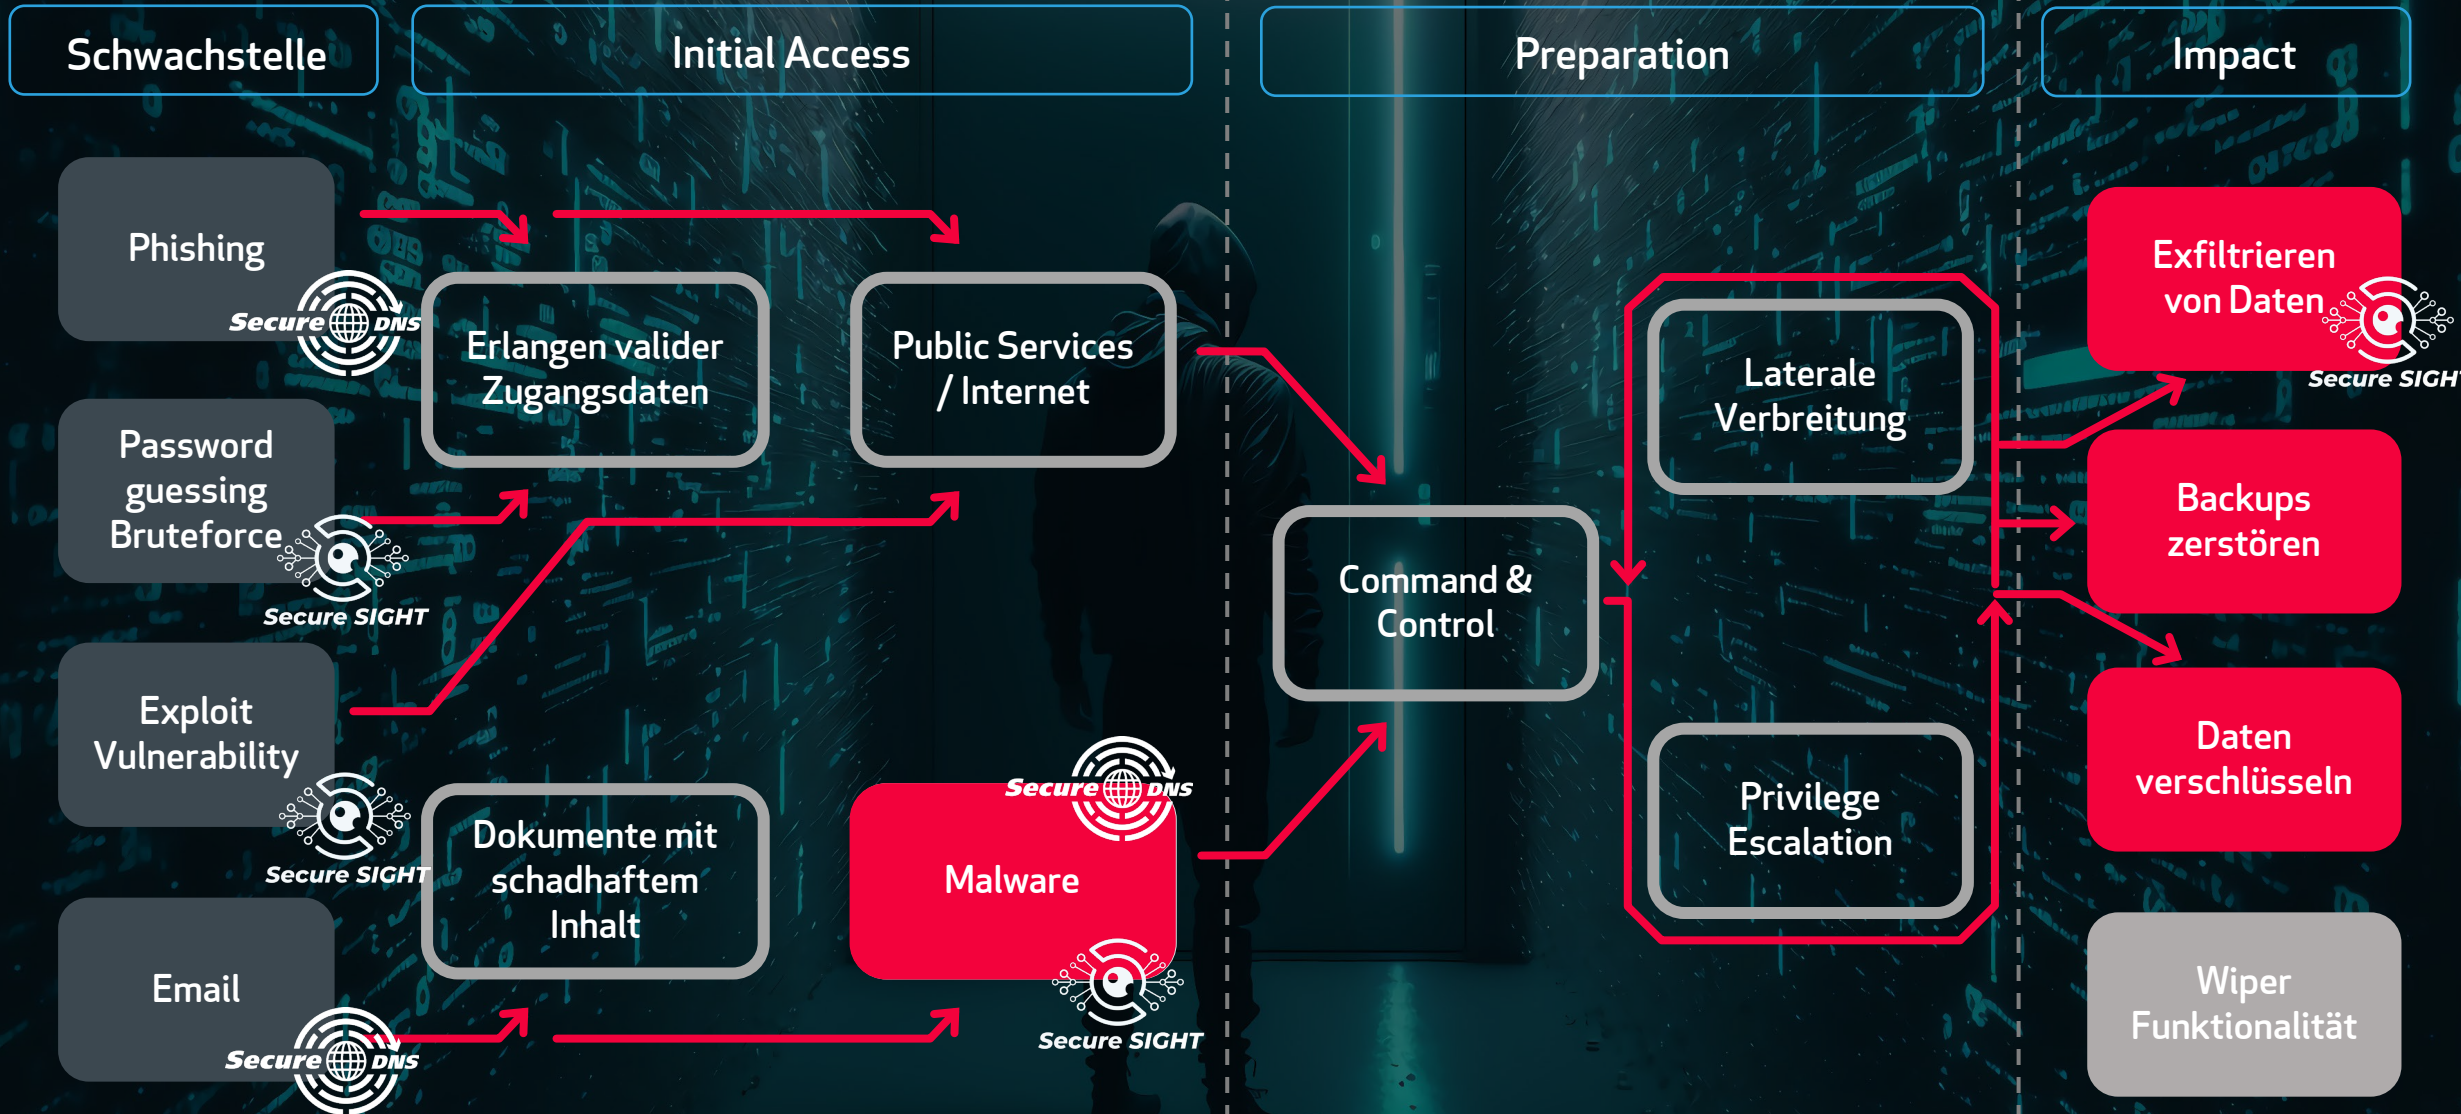 Schwachstelle
Initial Access
Preparation
Impact
Phishing
Secure DNS
Password
guessing
Bruteforce
Secure SIGHT
Exploit
Vulnerability
Secure SIGHT
Email
Secure DNS
Erlangen valider
Zugangsdaten
Public Services
/ Internet
Dokumente mit
schadhaftem
Inhalt
Secure DNS
Malware
Secure SIGHT
Command &
Control
Laterale
Verbreitung
Privilege
Escalation
Exfiltrieren
von Daten
Secure SIGHT
Backups
zerstören
Daten
verschlüsseln
Wiper
Funktionalität